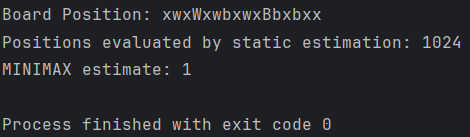 Board Position: xwxWxwbxwxBbxbxx
Positions evaluated by static estimation: 1024
MINIMAX estimate: 1
Process finished with exit code 0